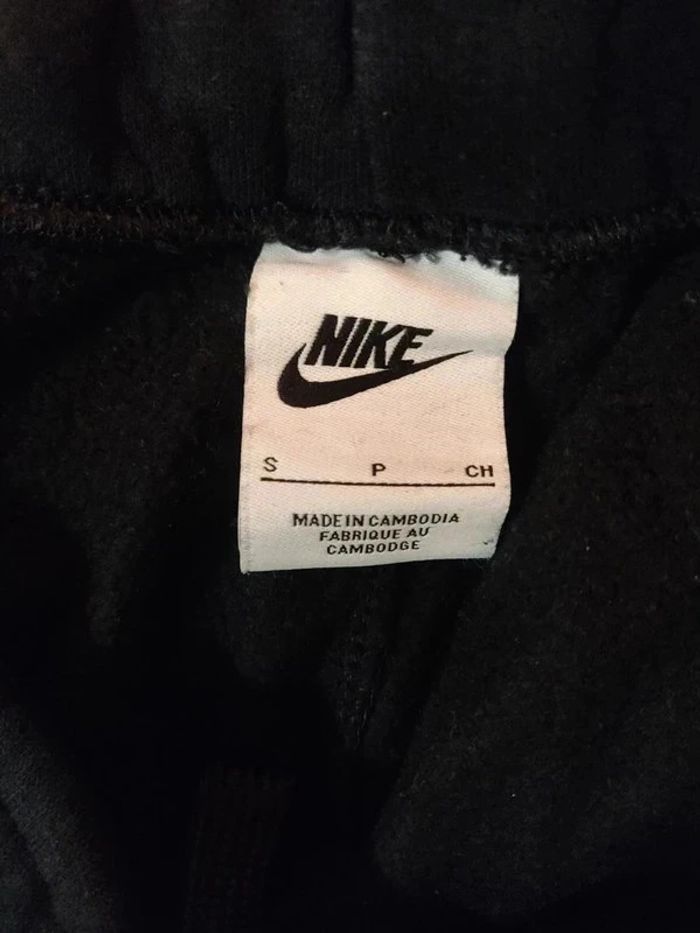 NIKE
S P CH
MADE IN CAMBODIA
FABRIQUE AU
CAMBODGE